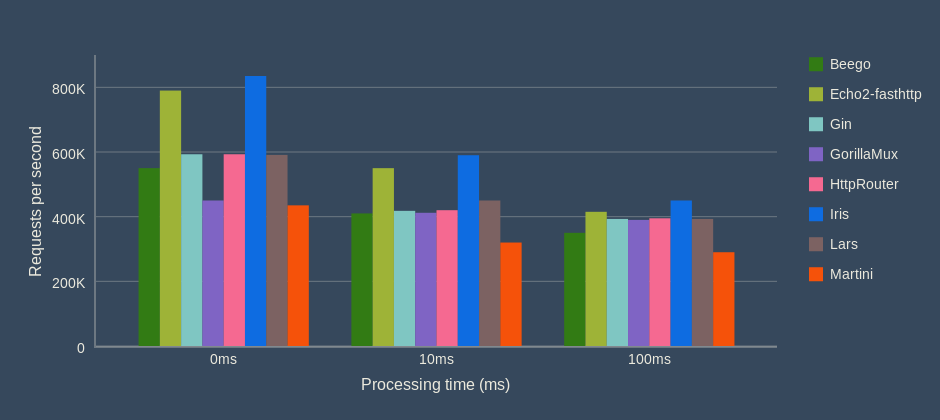 Requests per second
800K
600K
400K
200K
0
0ms
10ms
100ms
Processing time (ms)
Beego
Echo2-fasthttp
Gin
GorillaMux
HttpRouter
Iris
Lars
Martini